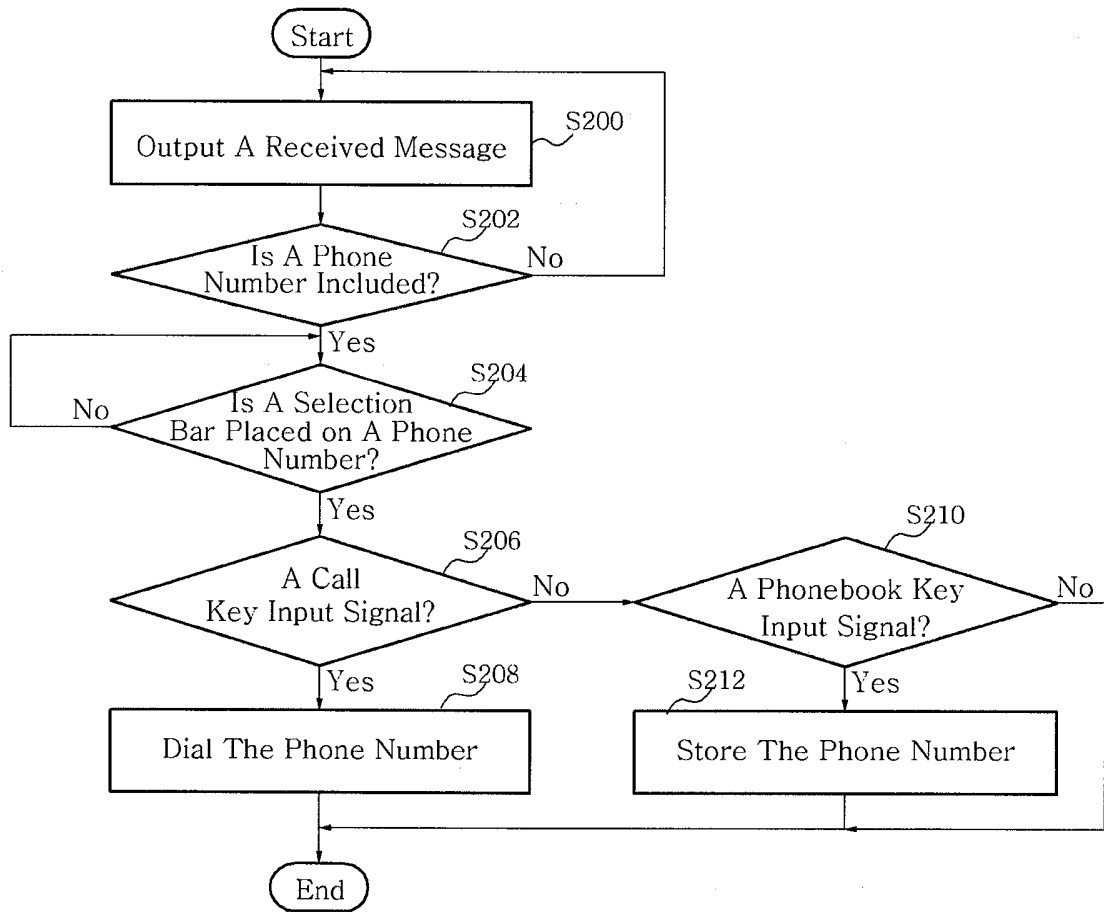 Start
S200
Output A Received Message
S202
Is A Phone
Number Included?
No
Yes
S204
Is A Selection
Bar Placed on A Phone
Number?
No
Yes
S206
A Call
Key Input Signal?
No
S210
A Phonebook Key
Input Signal?
No
Yes
Yes
S208
Dial The Phone Number
S212
Store The Phone Number
End